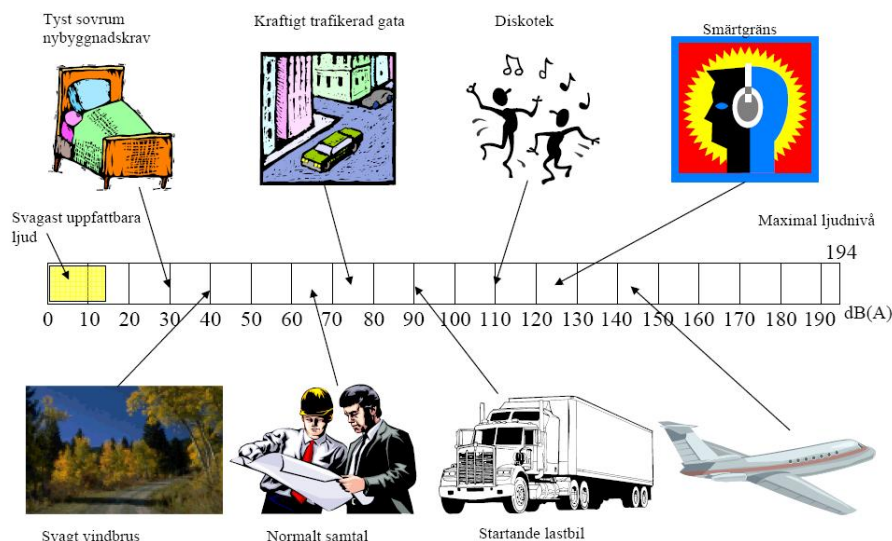 Tyst sovrum
nybyggnadskrav
Kraftigt trafikerad gata
Diskotek
Smärtgräns
Svagast uppfattbara
ljud
Maximal ljudnivå
194
0 10 20 30 40 50 60 70 80 90 100 110 120 130 140 150 160 170 180 190 dB(A)
Svagt vindbrus
Normalt samtal
Startande lastbil